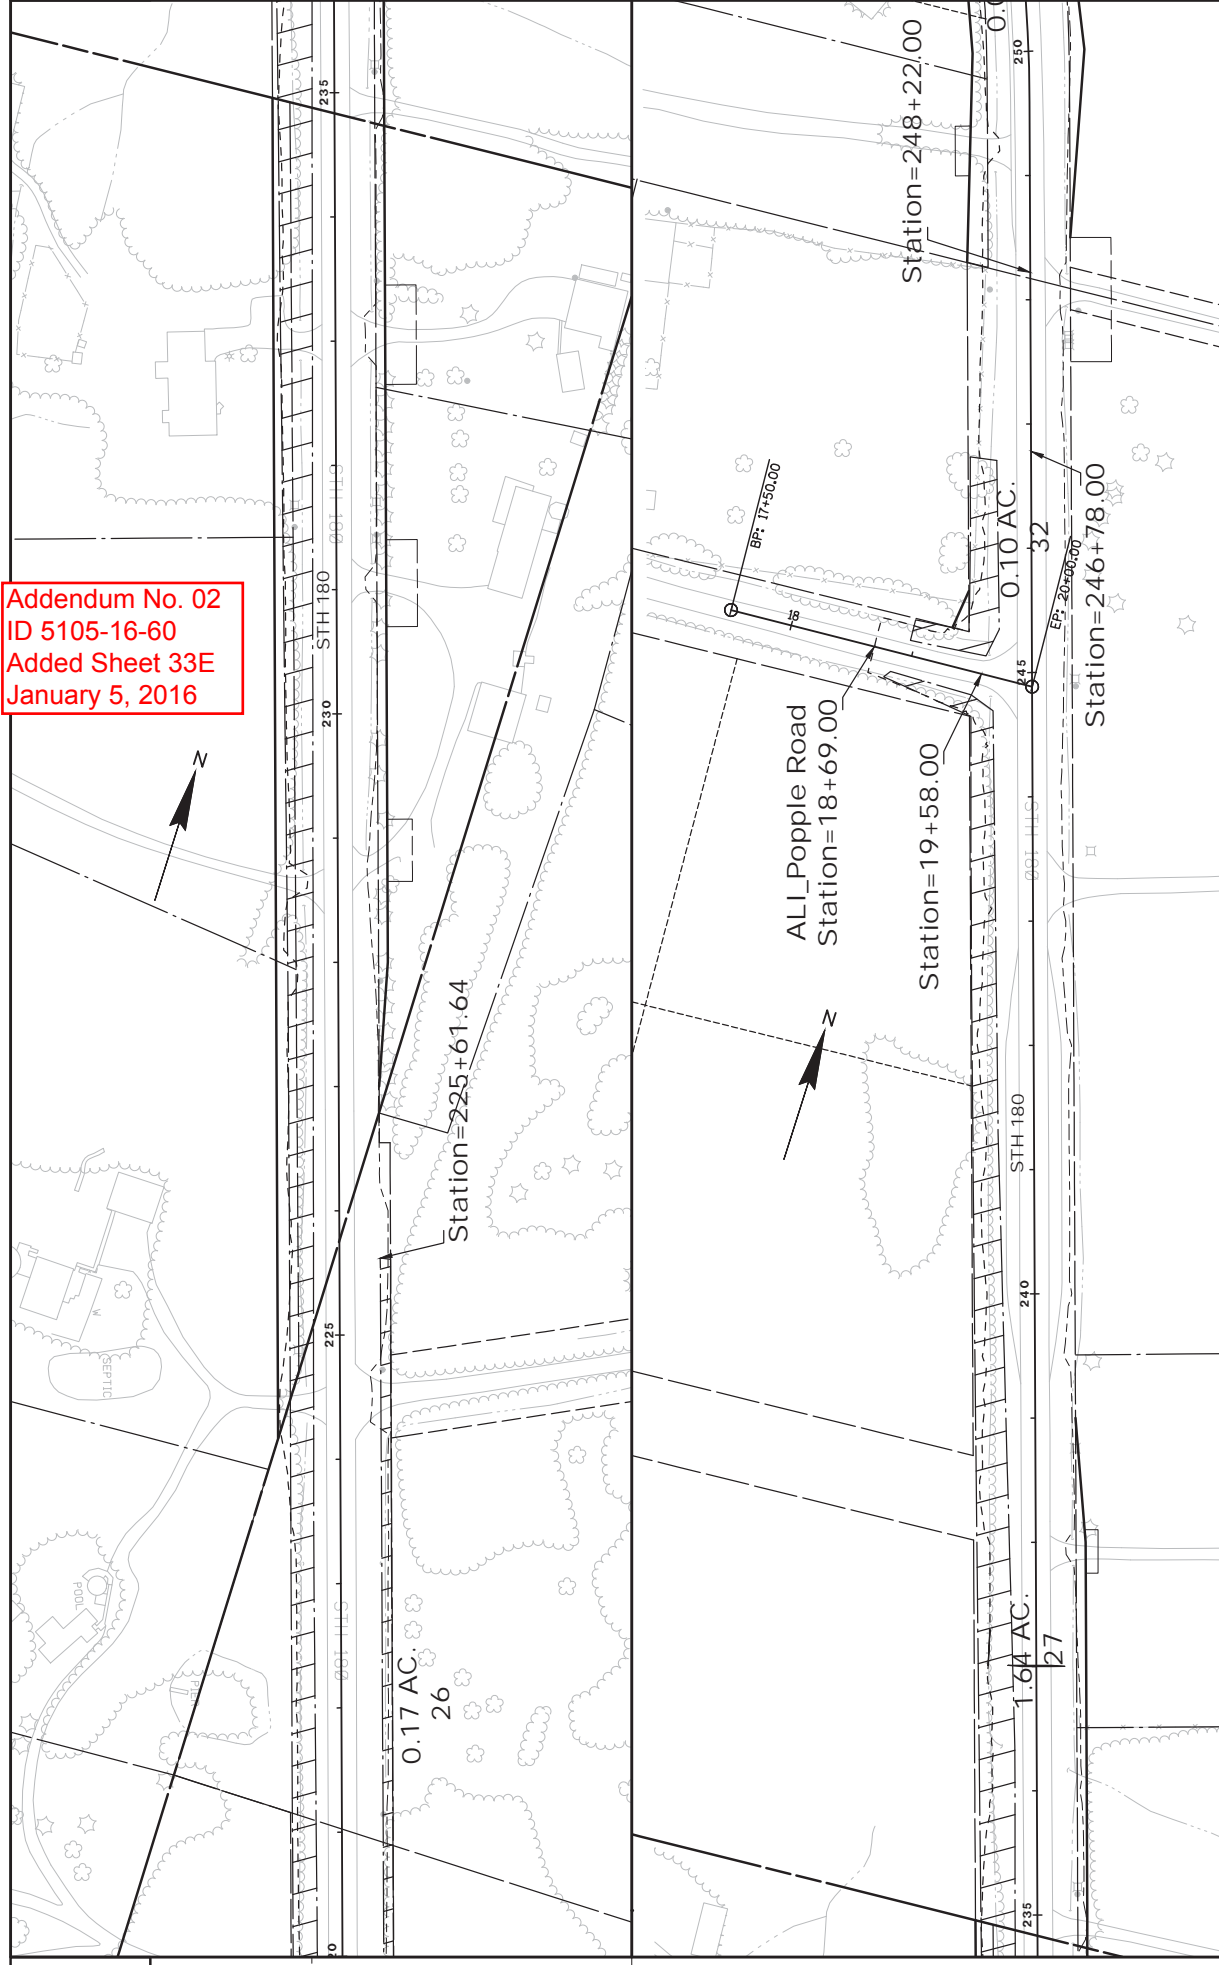 Addendum No. 02
ID 5105-16-60
Added Sheet 33E
January 5, 2016
N
235
STH 180
STH 180
230
Station=225+61.64
225
STH 180
0.17 AC.
26
SEPTIC
W
POOL
250
Station=248+22.00
BP: 17+50.00
18
0.10 AC.
32
EP: 20+00.00
Station=246+78.00
245
ALI_Popple Road
Station=18+69.00
Station=19+58.00
N
STH 180
STH 180
240
1.64 AC.
27
235